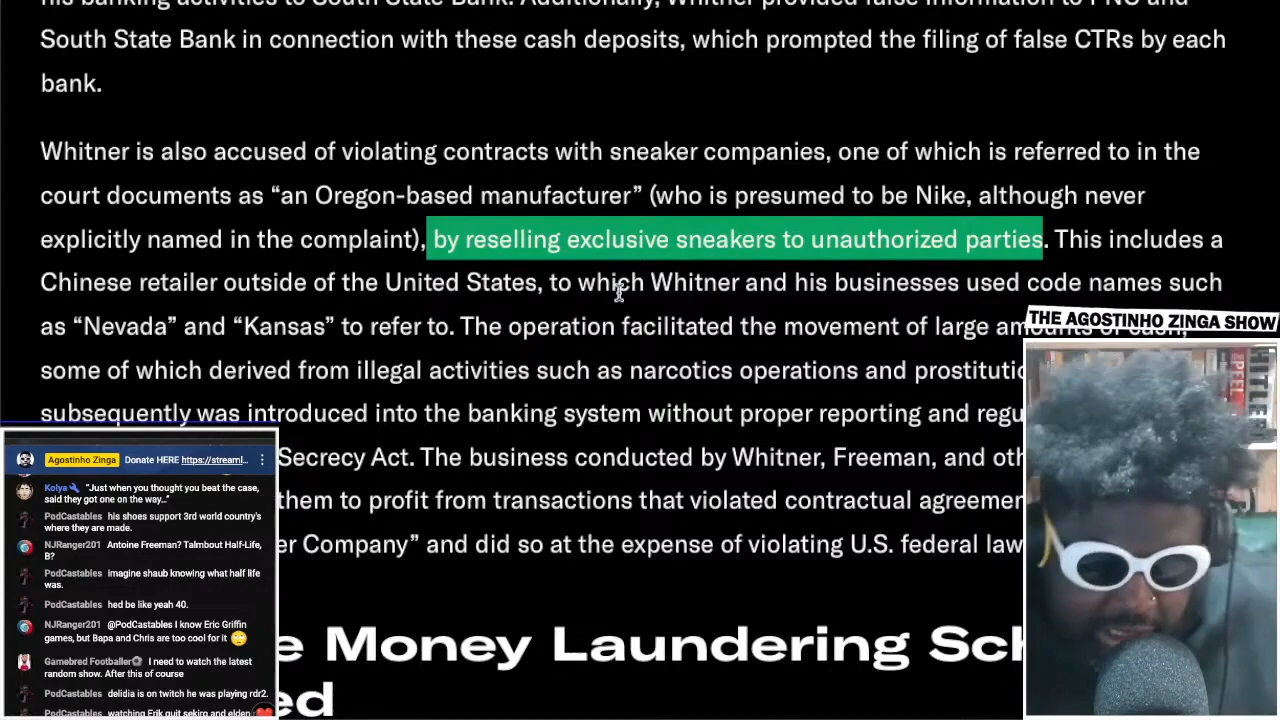 his banking activities to South State Bank. Additionally, Whitner provided false information to PNC and
South State Bank in connection with these cash deposits, which prompted the filing of false CTRs by each
bank.
Whitner is also accused of violating contracts with sneaker companies, one of which is referred to in the
court documents as “an Oregon-based manufacturer” (who is presumed to be Nike, although never
explicitly named in the complaint), by reselling exclusive sneakers to unauthorized parties. This includes a
Chinese retailer outside of the United States, to which Whitner and his businesses used code names such
as “Nevada” and “Kansas” to refer to. The operation facilitated the movement of large amounts of cash,
some of which derived from illegal activities such as narcotics operations and
subsequently was introduced into the banking system without proper reporting and
Secrecy Act. The business conducted by Whitner, Freeman, and
them to profit from transactions that violated contractual
Company” and did so at the expense of violating U.S. federal law
Money Laundering
THE AGOSTINHO ZINGA SHOW
Agostinho Zinga Donate HERE https://streaml...
Kolya "Just when you thought you beat the case,
said they got one on the way..."
PodCastables his shoes support 3rd world country's
where they are made.
NJRanger201 Antoine Freeman? Talmbout Half-Life,
B?
PodCastables imagine shaub knowing what half life
was.
PodCastables hed be like yeah 40.
NJRanger201 @PodCastables I know Eric Griffin
games, but Bapa and Chris are too cool for it
Gamebred Footballer I need to watch the latest
random show. After this of course
PodCastables delidia is on twitch he was playing rdr2.
PodCastables watching Erik quit sekiro and elden